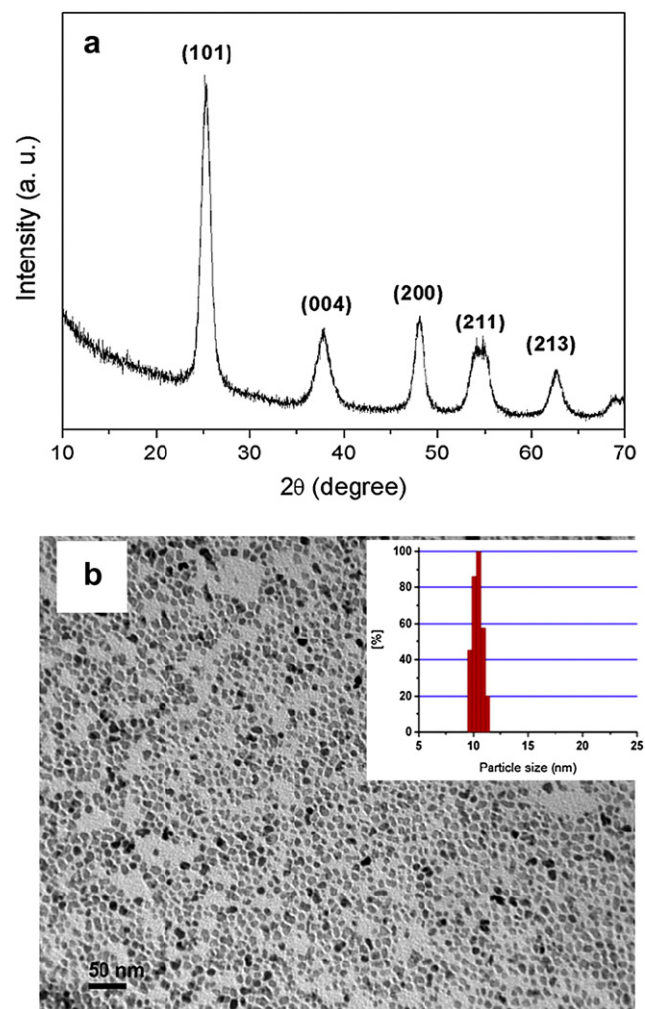 a
(101)
(004)
(200)
(211)
(213)
Intensity (a. u.)
10 20 30 40 50 60 70
2θ (degree)
b
100
80
60
40
20
0
[%]
5 10 15 20 25
Particle size (nm)
50 nm